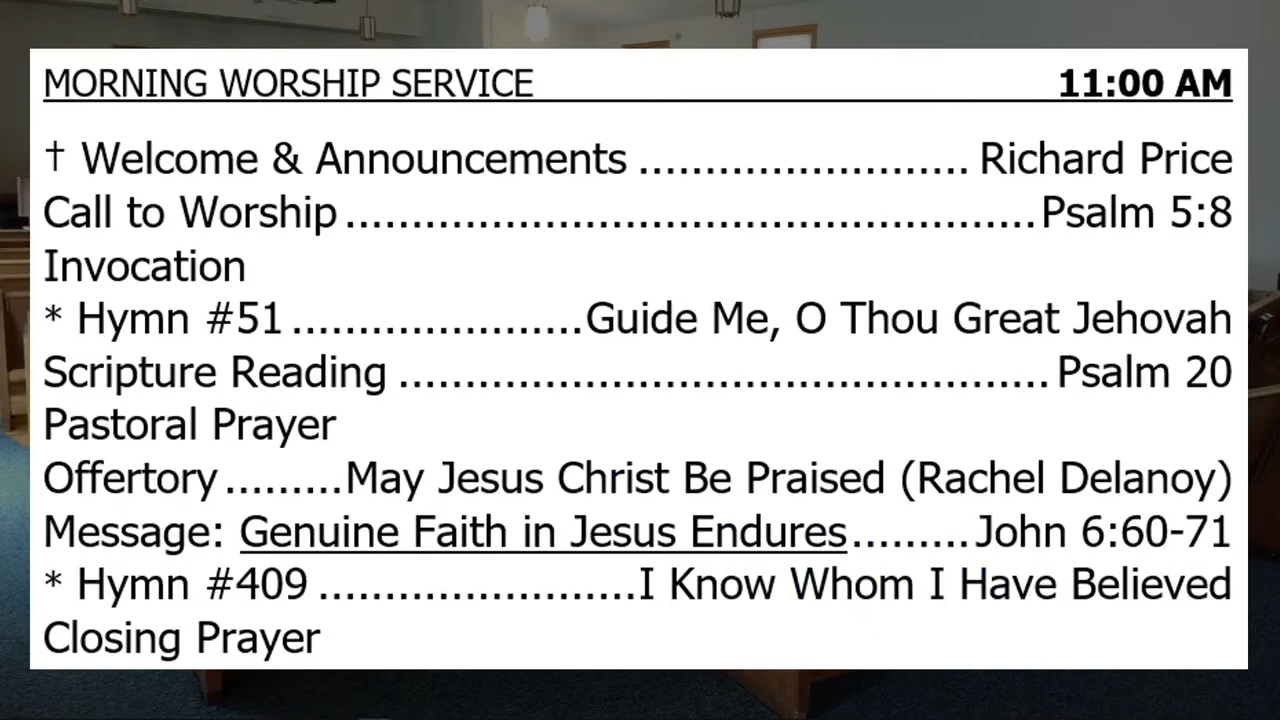 MORNING WORSHIP SERVICE 11:00 AM
† Welcome & Announcements ......................... Richard Price
Call to Worship ..................................................... Psalm 5:8
Invocation
* Hymn #51 ...................... Guide Me, O Thou Great Jehovah
Scripture Reading ................................................. Psalm 20
Pastoral Prayer
Offertory ......... May Jesus Christ Be Praised (Rachel Delanoy)
Message: Genuine Faith in Jesus Endures ......... John 6:60-71
* Hymn #409 ........................ I Know Whom I Have Believed
Closing Prayer